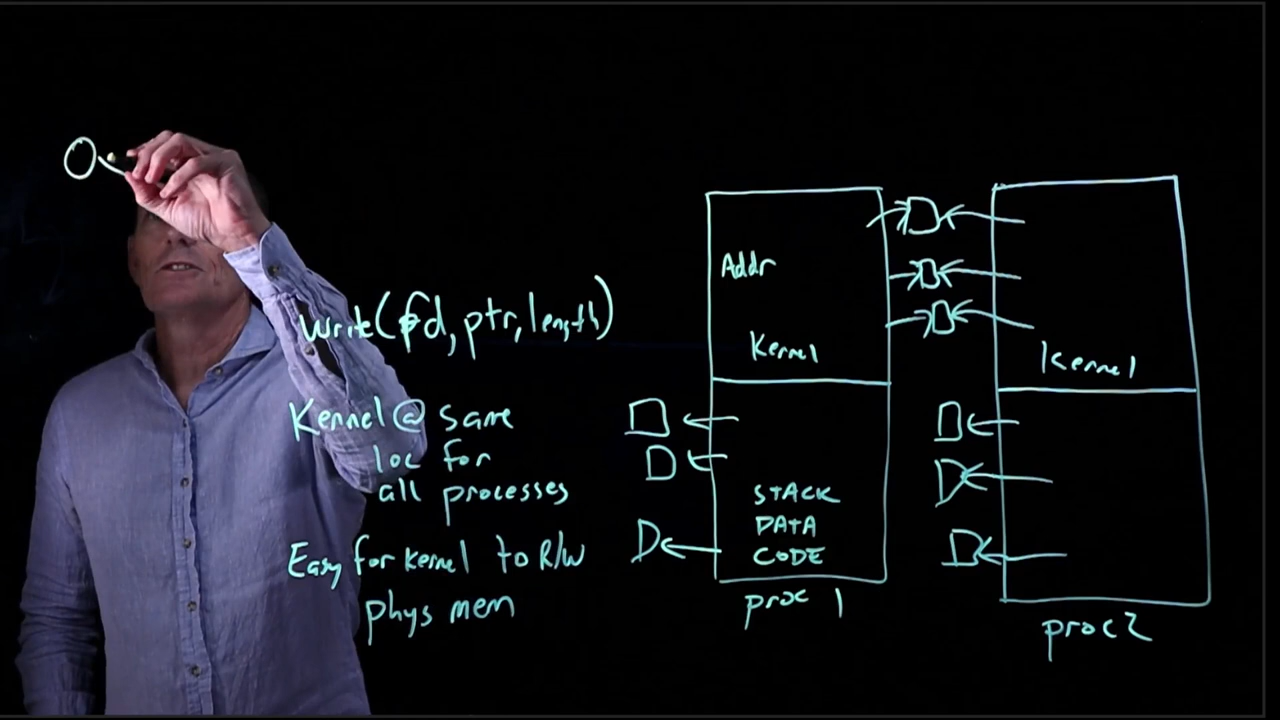 Write(fd, ptr, length)
Kernel@ same
loc for
all processes
Easy for kernel to R/W
phys mem
Addr
Kernel
STACK
DATA
CODE
proc 1
Kernel
proc 2